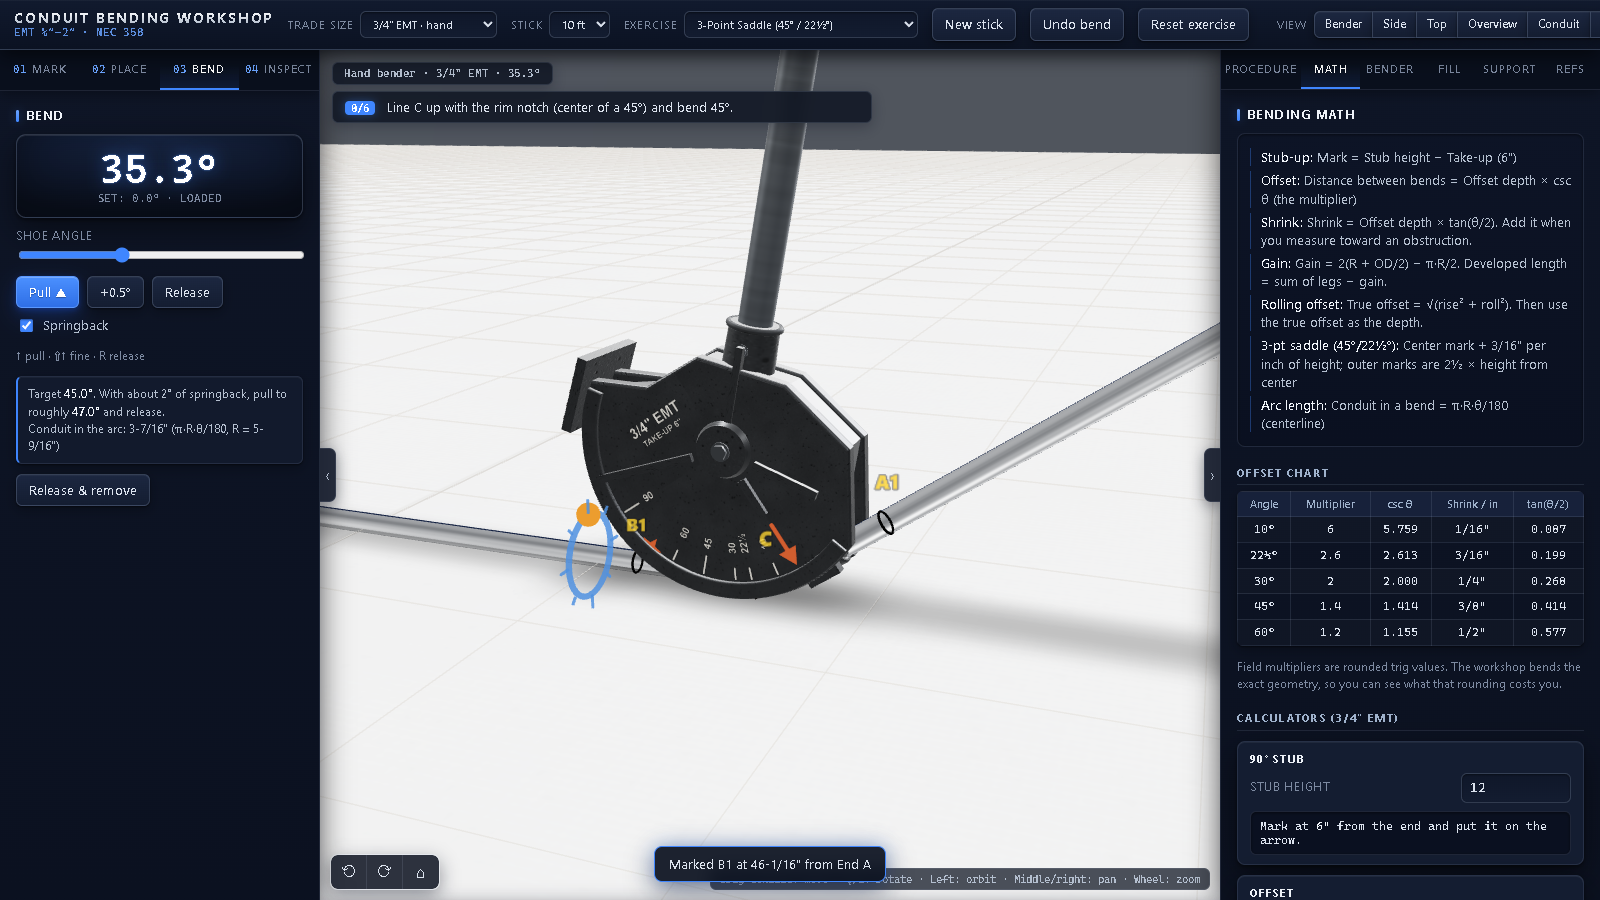 CONDUIT BENDING WORKSHOP
EMT ½"–2" · NEC 358
TRADE SIZE
3/4" EMT · hand
STICK
10 ft
EXERCISE
3-Point Saddle (45° / 22½°)
New stick
Undo bend
Reset exercise
VIEW
Bender
Side
Top
Overview
Conduit
01 MARK
02 PLACE
03 BEND
04 INSPECT
BEND
35.3°
SET: 0.0° · LOADED
SHOE ANGLE
Pull ▲
+0.5°
Release
Springback
↑ pull · ⇧↑ fine · R release
Target 45.0°. With about 2° of springback, pull to
roughly 47.0° and release.
Conduit in the arc: 3-7/16" (π·R·θ/180, R = 5-
9/16")
Release & remove
Hand bender · 3/4" EMT · 35.3°
0/6 Line C up with the rim notch (center of a 45°) and bend 45°.
3/4" EMT
TAKE-UP 6"
90
60
45
30
22½
A1
B1
C
Marked B1 at 46-1/16" from End A
rotate · Left: orbit · Middle/right: pan · Wheel: zoom
PROCEDURE
MATH
BENDER
FILL
SUPPORT
REFS
BENDING MATH
Stub-up: Mark = Stub height − Take-up (6")
Offset: Distance between bends = Offset depth × csc
θ (the multiplier)
Shrink: Shrink = Offset depth × tan(θ/2). Add it when
you measure toward an obstruction.
Gain: Gain = 2(R + OD/2) − π·R/2. Developed length
= sum of legs − gain.
Rolling offset: True offset = √(rise² + roll²). Then use
the true offset as the depth.
3-pt saddle (45°/22½°): Center mark + 3/16" per
inch of height; outer marks are 2½ × height from
center
Arc length: Conduit in a bend = π·R·θ/180
(centerline)
OFFSET CHART
Angle Multiplier csc θ Shrink / in tan(θ/2)
10° 6 5.759 1/16" 0.087
22½° 2.6 2.613 3/16" 0.199
30° 2 2.000 1/4" 0.268
45° 1.4 1.414 3/8" 0.414
60° 1.2 1.155 1/2" 0.577
Field multipliers are rounded trig values. The workshop bends the
exact geometry, so you can see what that rounding costs you.
CALCULATORS (3/4" EMT)
90° STUB
STUB HEIGHT
12
Mark at 6" from the end and put it on the
arrow.
OFFSET